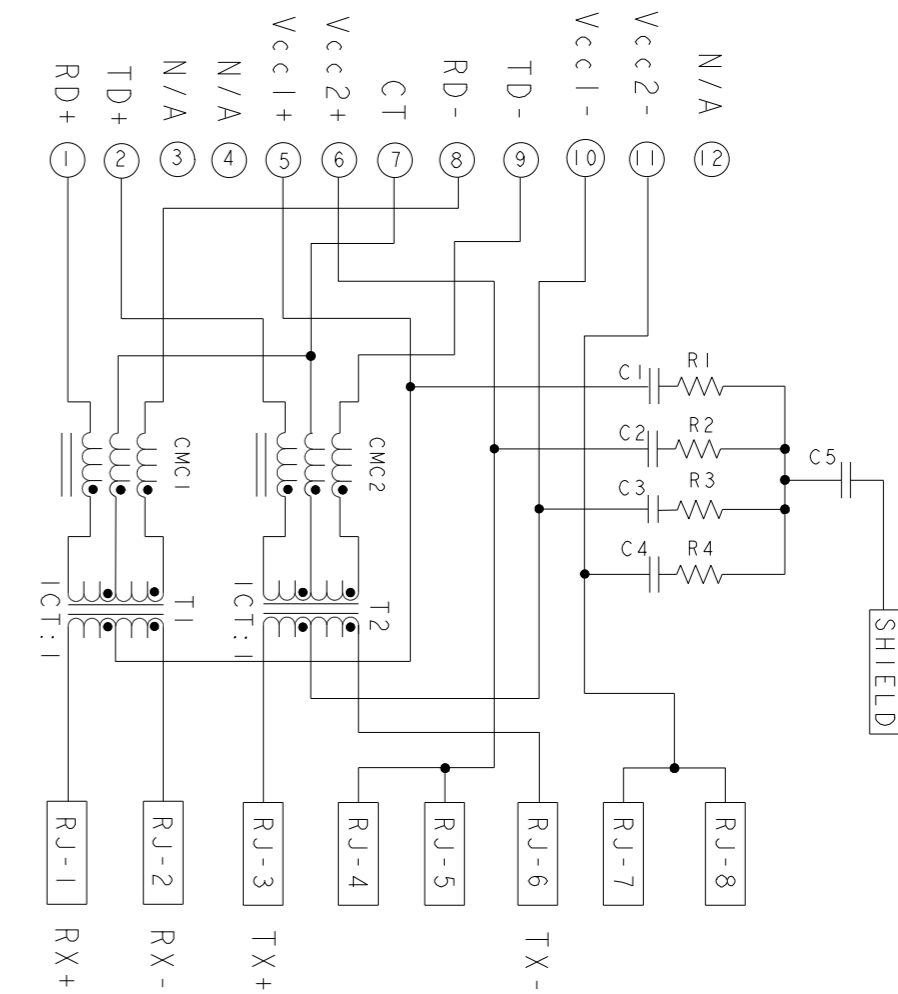 RD+
TD+
N/A
N/A
Vcc1+
Vcc2+
CT
RD-
TD-
Vcc1-
Vcc2-
N/A
1
2
3
4
5
6
7
8
9
10
11
12
C1
R1
C2
R2
C3
R3
C4
R4
C5
SHIELD
CMC1
CMC2
T1
1CT:1
T2
1CT:1
RJ-1
RJ-2
RJ-3
RJ-4
RJ-5
RJ-6
RJ-7
RJ-8
RX+
RX-
TX+
TX-